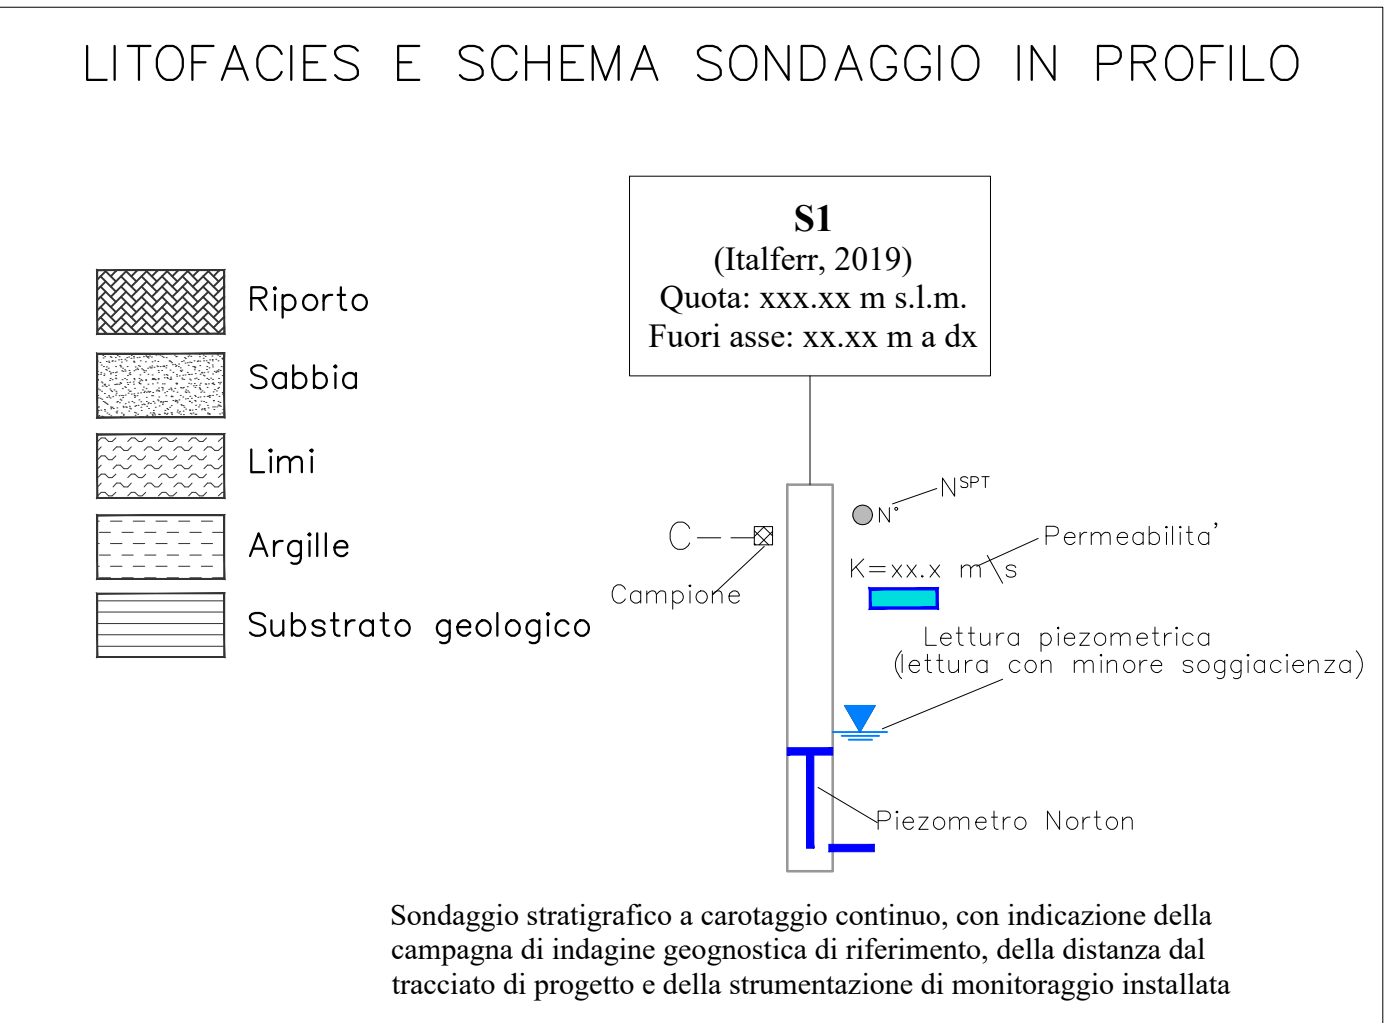 LITOFACIES E SCHEMA SONDAGGIO IN PROFILO
S1
(Italferr, 2019)
Quota: xxx.xx m s.l.m.
Fuori asse: xx.xx m a dx
Riporto
Sabbia
Limi
Argille
Substrato geologico
NSPT
N°
C
Campione
Permeabilita'
K=xx.x m\s
Lettura piezometrica
(lettura con minore soggiacienza)
Piezometro Norton
Sondaggio stratigrafico a carotaggio continuo, con indicazione della
campagna di indagine geognostica di riferimento, della distanza dal
tracciato di progetto e della strumentazione di monitoraggio installata